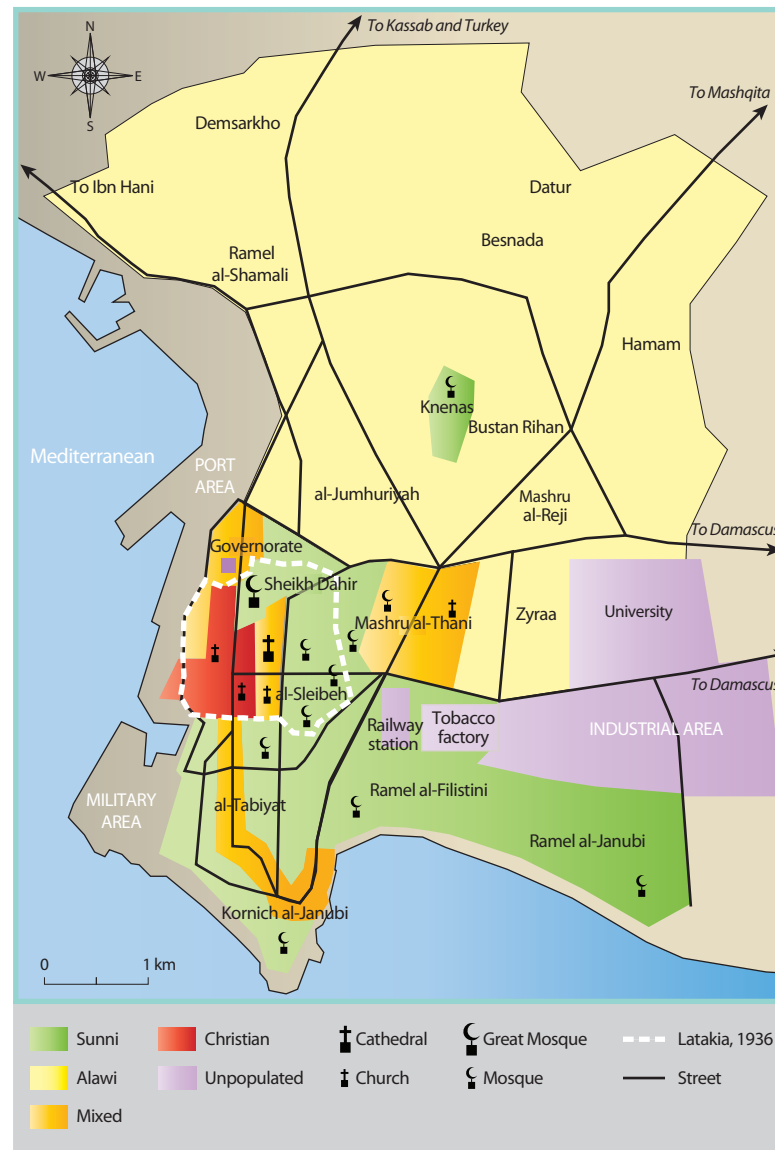 To Kassab and Turkey
N
W
E
S
To Mashqita
Demsarkho
To Ibn Hani
Datur
Besnada
Ramel
al-Shamali
Hamam
Knenas
Bustan Rihan
Mediterranean
PORT
AREA
al-Jumhuriyah
Mashru
al-Reji
To Damascus
Governorate
Sheikh Dahir
Mashru al-Thani
Zyraa
University
al-Sleibeh
To Damascus
Railway
station
Tobacco
factory
INDUSTRIAL AREA
MILITARY
AREA
al-Tabiyat
Ramel al-Filistini
Ramel al-Janubi
Kornich al-Janubi
0 1 km
Sunni
Christian
Cathedral
Great Mosque
Latakia, 1936
Alawi
Unpopulated
Church
Mosque
Street
Mixed